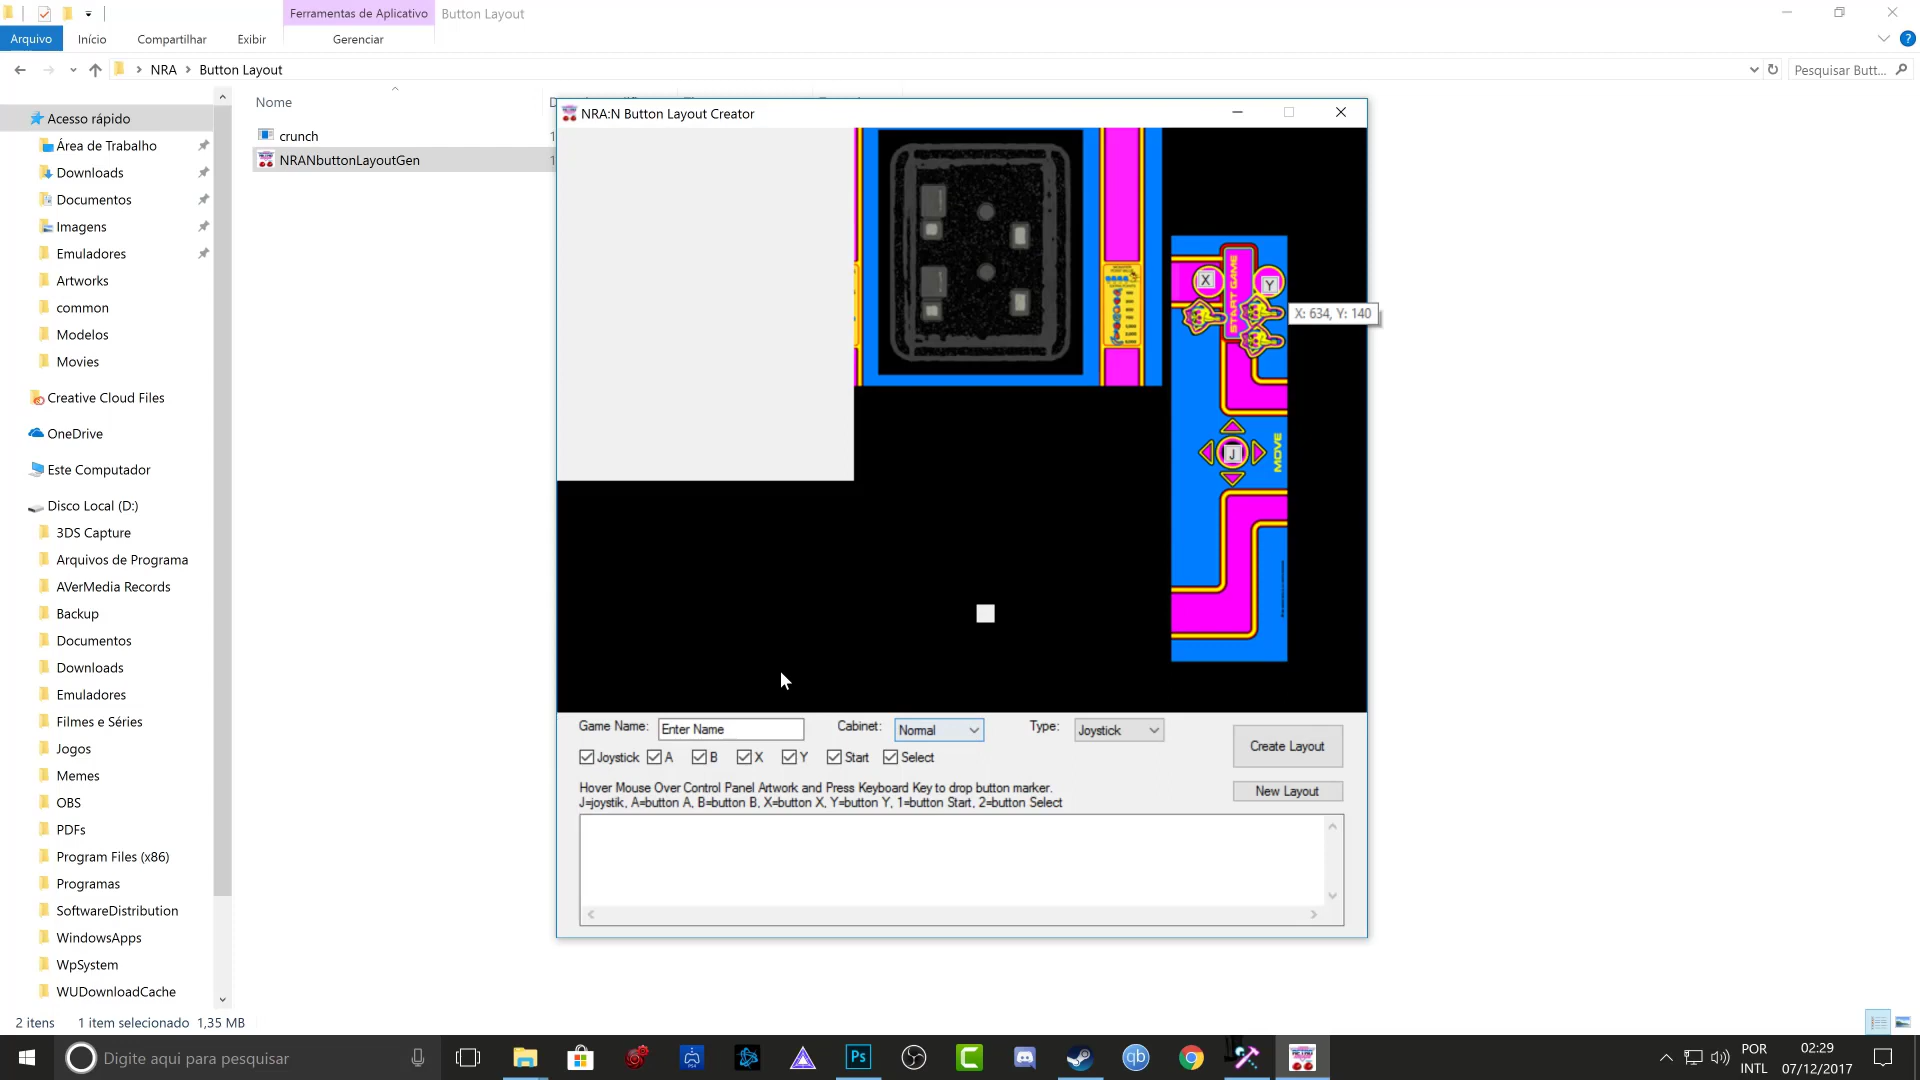 Ferramentas de Aplicativo
Button Layout
Arquivo
Início
Compartilhar
Exibir
Gerenciar
NRA
Button Layout
Pesquisar Butt...
Nome
Acesso rápido
Área de Trabalho
Downloads
Documentos
Imagens
Emuladores
Artworks
common
Modelos
Movies
Creative Cloud Files
OneDrive
Este Computador
Disco Local (D:)
3DS Capture
Arquivos de Programa
AVerMedia Records
Backup
Documentos
Downloads
Emuladores
Filmes e Séries
Jogos
Memes
OBS
PDFs
Program Files (x86)
Programas
SoftwareDistribution
WindowsApps
WpSystem
WUDownloadCache
crunch
NRANbuttonLayoutGen
NRA:N Button Layout Creator
X
START GAME
Y
X: 634, Y: 140
J
MOVE
Game Name:
Enter Name
Cabinet:
Normal
Type:
Joystick
Create Layout
Joystick
A
B
X
Y
Start
Select
Hover Mouse Over Control Panel Artwork and Press Keyboard Key to drop button marker.
J=joystik, A=button A, B=button B, X=button X, Y=button Y, 1=button Start, 2=button Select
New Layout
2 itens
1 item selecionado 1,35 MB
Digite aqui para pesquisar
Ps
qb
POR
INTL
02:29
07/12/2017